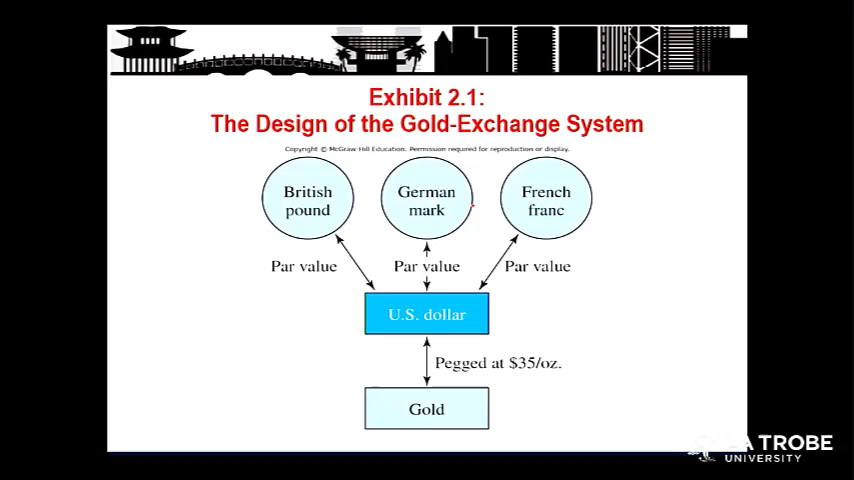 Exhibit 2.1:
The Design of the Gold-Exchange System
Copyright © McGraw-Hill Education. Permission required for reproduction or display.
British
pound
German
mark
French
franc
Par value
Par value
Par value
U.S. dollar
Pegged at $35/oz.
Gold
TROBE
UNIVERSITY